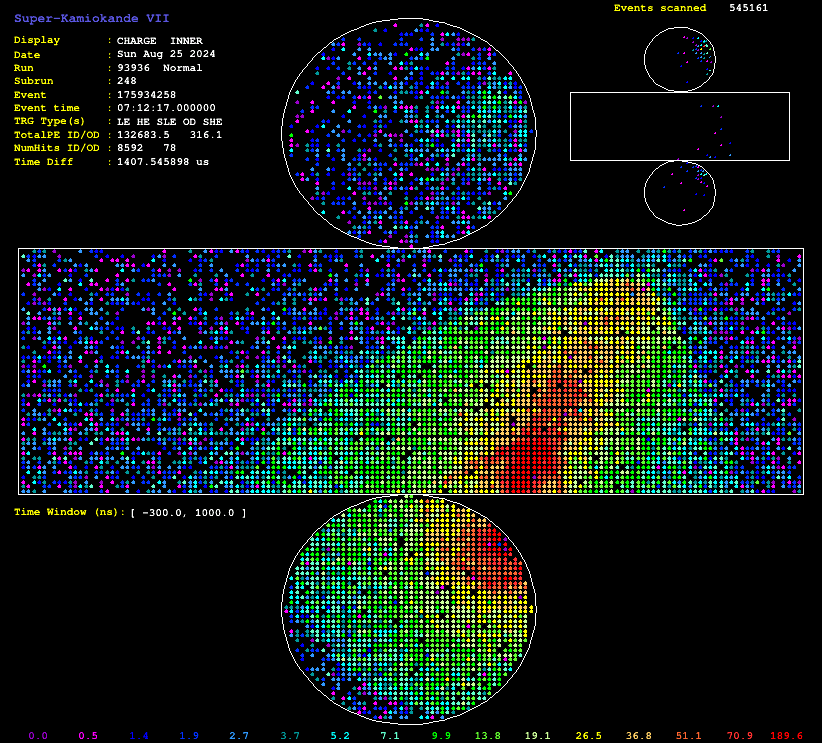 Super-Kamiokande VII
Events scanned 545161
Display : CHARGE INNER
Date : Sun Aug 25 2024
Run : 93936 Normal
Subrun : 248
Event : 175934258
Event time : 07:12:17.000000
TRG Type(s) : LE HE SLE OD SHE
TotalPE ID/OD : 132683.5 316.1
NumHits ID/OD : 8592 78
Time Diff : 1407.545898 us
Time Window (ns): [ -300.0, 1000.0 ]
0.0 0.5 1.4 1.9 2.7 3.7 5.2 7.1 9.9 13.8 19.1 26.5 36.8 51.1 70.9 189.6